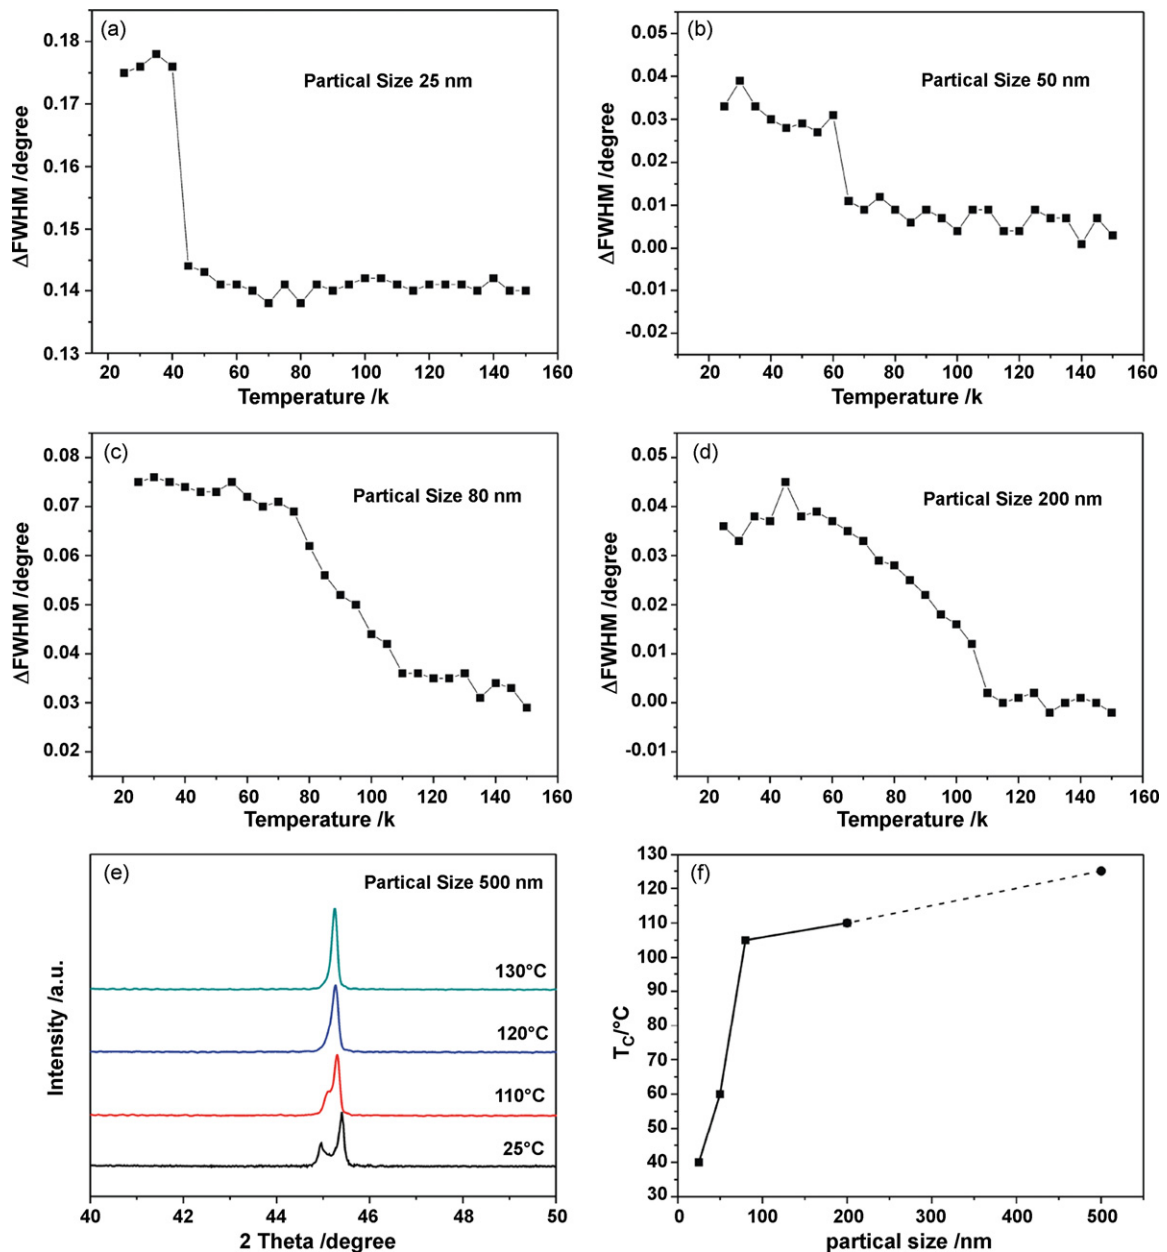 (a)
Partical Size 25 nm
0.18
0.17
0.16
0.15
0.14
0.13
ΔFWHM /degree
20 40 60 80 100 120 140 160
Temperature /k
(b)
Partical Size 50 nm
0.05
0.04
0.03
0.02
0.01
0.00
-0.01
-0.02
ΔFWHM /degree
20 40 60 80 100 120 140 160
Temperature /k
(c)
Partical Size 80 nm
0.08
0.07
0.06
0.05
0.04
0.03
0.02
ΔFWHM /degree
20 40 60 80 100 120 140 160
Temperature /k
(d)
Partical Size 200 nm
0.05
0.04
0.03
0.02
0.01
0.00
-0.01
ΔFWHM /degree
20 40 60 80 100 120 140 160
Temperature /k
(e)
Partical Size 500 nm
130°C
120°C
110°C
25°C
Intensity /a.u.
40 42 44 46 48 50
2 Theta /degree
(f)
130
120
110
100
90
80
70
60
50
40
30
T_C/°C
0 100 200 300 400 500
partical size /nm